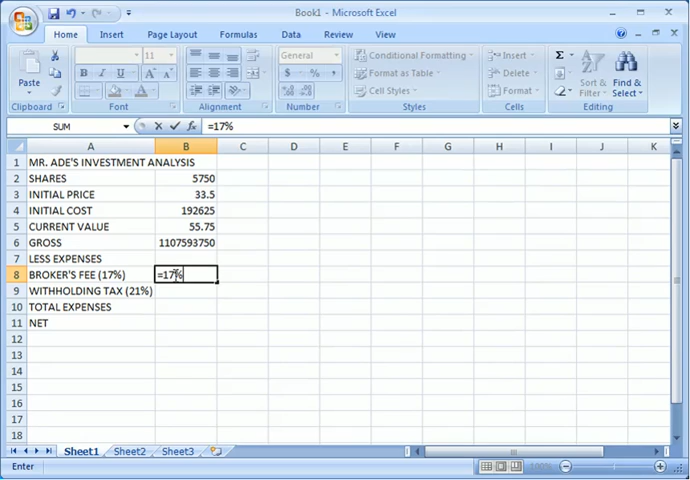 Book1 - Microsoft Excel
Home Insert Page Layout Formulas Data Review View
Paste
11
B I U A A
General
$ % ,
Conditional Formatting
Format as Table
Cell Styles
Insert
Delete
Format
Σ
Sort & Filter
Find & Select
Clipboard Font Alignment Number Styles Cells Editing
SUM fx =17%
A B C D E F G H I J K
1 MR. ADE'S INVESTMENT ANALYSIS
2 SHARES 5750
3 INITIAL PRICE 33.5
4 INITIAL COST 192625
5 CURRENT VALUE 55.75
6 GROSS 1107593750
7 LESS EXPENSES
8 BROKER'S FEE (17%) =17%
9 WITHHOLDING TAX (21%)
10 TOTAL EXPENSES
11 NET
12
13
14
15
16
17
18
Sheet1 Sheet2 Sheet3
Enter 100%